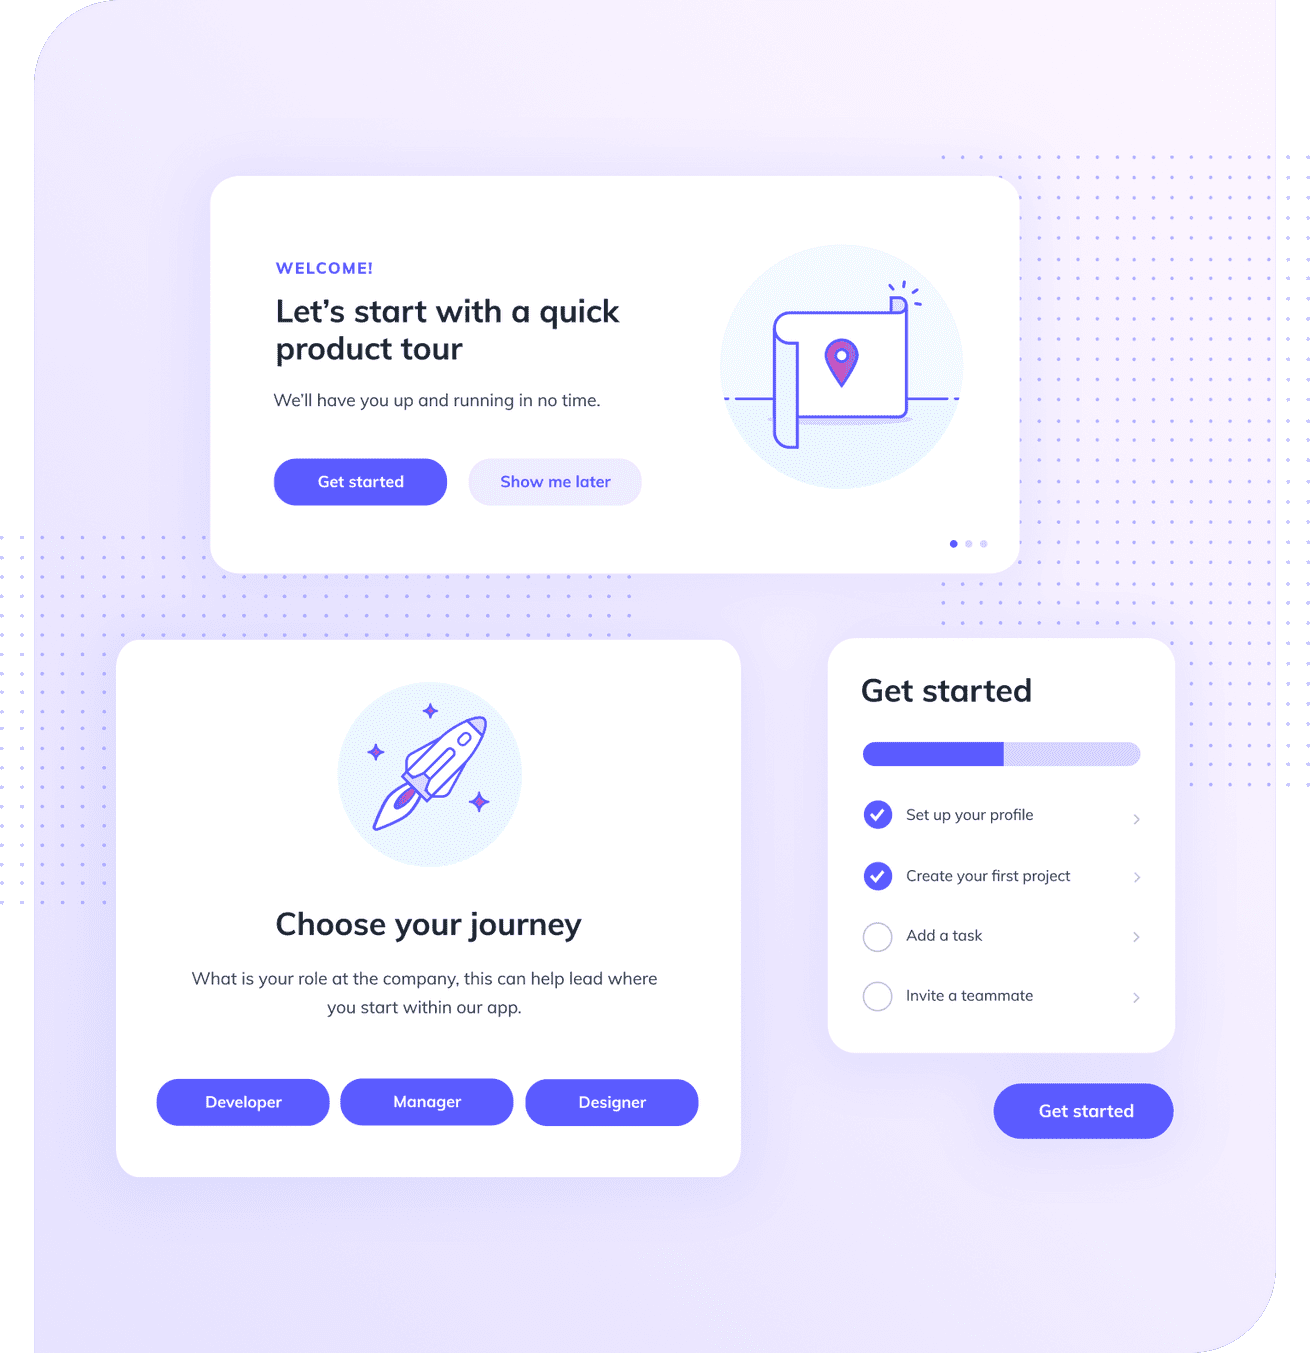 WELCOME!
Let’s start with a quick
product tour
We’ll have you up and running in no time.
Get started
Show me later
Choose your journey
What is your role at the company, this can help lead where
you start within our app.
Developer
Manager
Designer
Get started
Set up your profile
Create your first project
Add a task
Invite a teammate
Get started